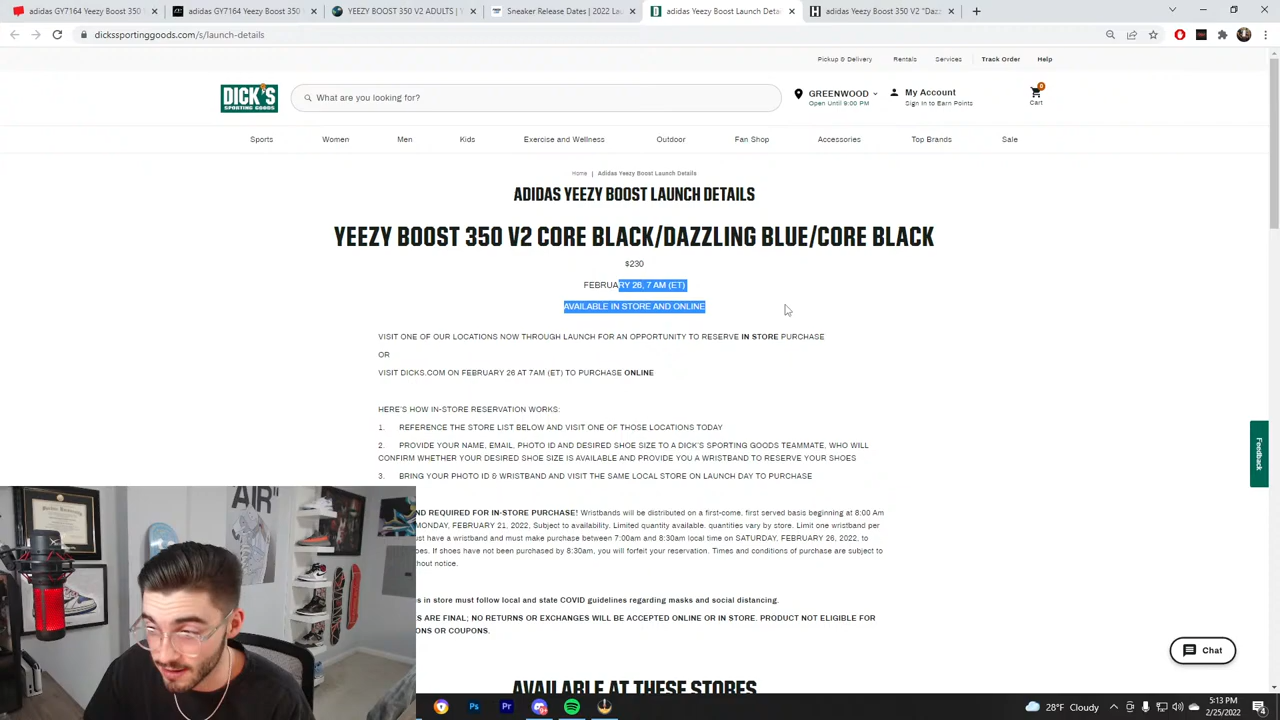 adidas GY7164 Yeezy Boost 350
adidas GY7164 Yeezy Boost 350
YEEZY BOOST 350 V2 ADULTS | Y
Sneaker Release Dates | 2022 La
adidas Yeezy Boost Launch Detai
adidas Yeezy Boost 350 V2 "Dazz
dickssportinggoods.com/s/launch-details
Pickup & Delivery Rentals Services Track Order Help
DICK'S
SPORTING GOODS
What are you looking for?
GREENWOOD
Open Until 9:00 PM
My Account
Sign In to Earn Points
0
Cart
Sports Women Men Kids Exercise and Wellness Outdoor Fan Shop Accessories Top Brands Sale
Home | Adidas Yeezy Boost Launch Details
ADIDAS YEEZY BOOST LAUNCH DETAILS
YEEZY BOOST 350 V2 CORE BLACK/DAZZLING BLUE/CORE BLACK
$230
FEBRUARY 26, 7 AM (ET)
AVAILABLE IN STORE AND ONLINE
VISIT ONE OF OUR LOCATIONS NOW THROUGH LAUNCH FOR AN OPPORTUNITY TO RESERVE IN STORE PURCHASE
OR
VISIT DICKS.COM ON FEBRUARY 26 AT 7AM (ET) TO PURCHASE ONLINE
HERE'S HOW IN-STORE RESERVATION WORKS:
1. REFERENCE THE STORE LIST BELOW AND VISIT ONE OF THOSE LOCATIONS TODAY
2. PROVIDE YOUR NAME, EMAIL, PHOTO ID AND DESIRED SHOE SIZE TO A DICK'S SPORTING GOODS TEAMMATE, WHO WILL
CONFIRM WHETHER YOUR DESIRED SHOE SIZE IS AVAILABLE AND PROVIDE YOU A WRISTBAND TO RESERVE YOUR SHOES
3. BRING YOUR PHOTO ID & WRISTBAND AND VISIT THE SAME LOCAL STORE ON LAUNCH DAY TO PURCHASE
ND REQUIRED FOR IN-STORE PURCHASE! Wristbands will be distributed on a first-come, first served basis beginning at 8:00 Am
MONDAY, FEBRUARY 21, 2022, Subject to availability. Limited quantity available, quantities vary by store. Limit one wristband per
st have a wristband and must make purchase between 7:00am and 8:30am local time on SATURDAY, FEBRUARY 26, 2022, to
oes. If shoes have not been purchased by 8:30am, you will forfeit your reservation. Times and conditions of purchase are subject to
hout notice.
s in store must follow local and state COVID guidelines regarding masks and social distancing.
S ARE FINAL; NO RETURNS OR EXCHANGES WILL BE ACCEPTED ONLINE OR IN STORE. PRODUCT NOT ELIGIBLE FOR
ONS OR COUPONS.
AVAILABLE AT THESE STORES
Feedback
Chat
AIR"
Ps
Pr
28°F Cloudy
5:13 PM
2/25/2022